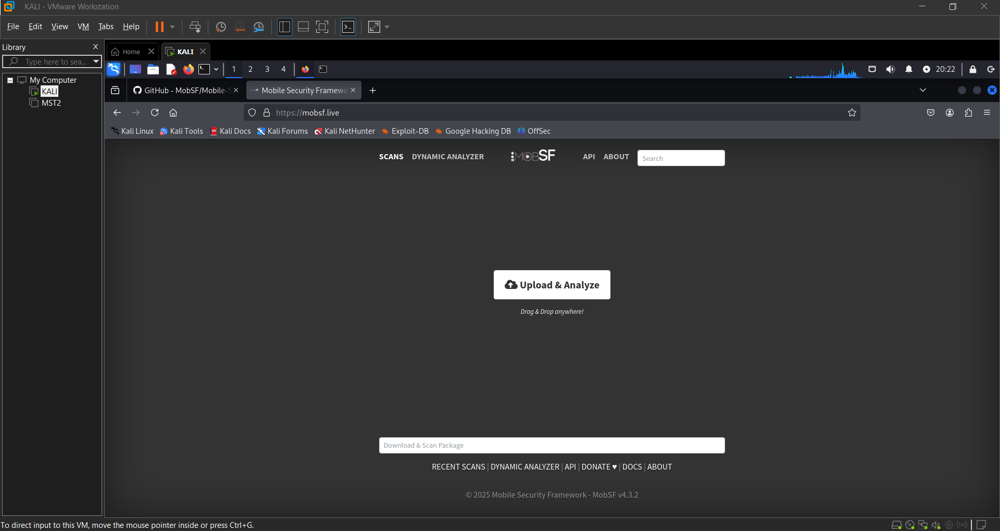 KALI - VMware Workstation
File Edit View VM Tabs Help
Library
Type here to sea...
My Computer
KALI
MST2
Home
KALI
1 2 3 4
20:22
GitHub - MobSF/Mobile-S
Mobile Security Framewo
https://mobsf.live
Kali Linux Kali Tools Kali Docs Kali Forums Kali NetHunter Exploit-DB Google Hacking DB OffSec
SCANS DYNAMIC ANALYZER MOBSF API ABOUT Search
Upload & Analyze
Drag & Drop anywhere!
Download & Scan Package
RECENT SCANS | DYNAMIC ANALYZER | API | DONATE ♥ | DOCS | ABOUT
© 2025 Mobile Security Framework - MobSF v4.3.2
To direct input to this VM, move the mouse pointer inside or press Ctrl+G.